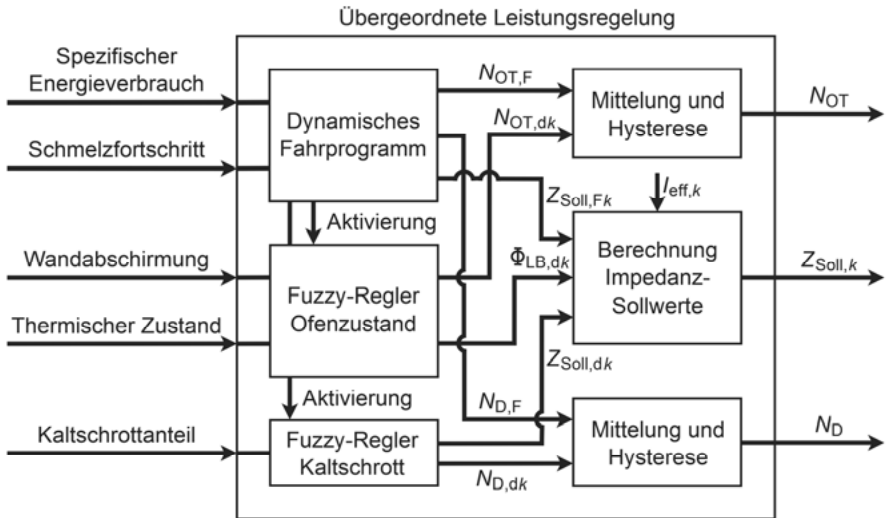 Übergeordnete Leistungsregelung
Spezifischer
Energieverbrauch
Schmelzfortschritt
Wandabschirmung
Thermischer Zustand
Kaltschrottanteil
Dynamisches
Fahrprogramm
Aktivierung
Fuzzy-Regler
Ofenzustand
Aktivierung
Fuzzy-Regler
Kaltschrott
N_OT,F
N_OT,dk
Z_Soll,Fk
Φ_LB,dk
Z_Soll,dk
N_D,F
N_D,dk
Mittelung und
Hysterese
I_eff,k
Berechnung
Impedanz-
Sollwerte
Mittelung und
Hysterese
N_OT
Z_Soll,k
N_D